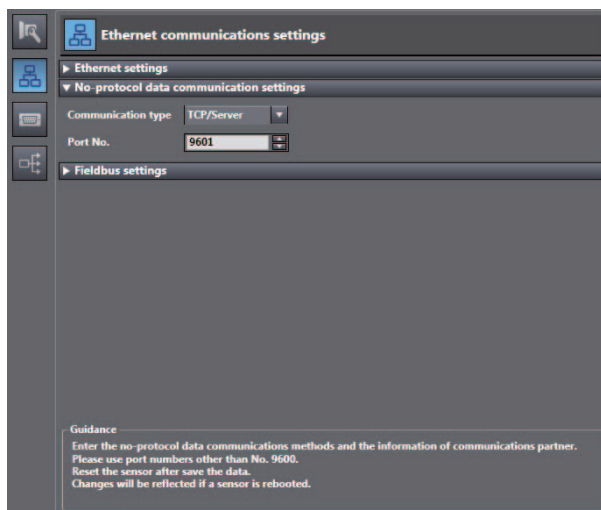 Ethernet communications settings
Ethernet settings
No-protocol data communication settings
Communication type TCP/Server
Port No. 9601
Fieldbus settings
Guidance
Enter the no-protocol data communications methods and the information of communications partner.
Please use port numbers other than No. 9600.
Reset the sensor after save the data.
Changes will be reflected if a sensor is rebooted.